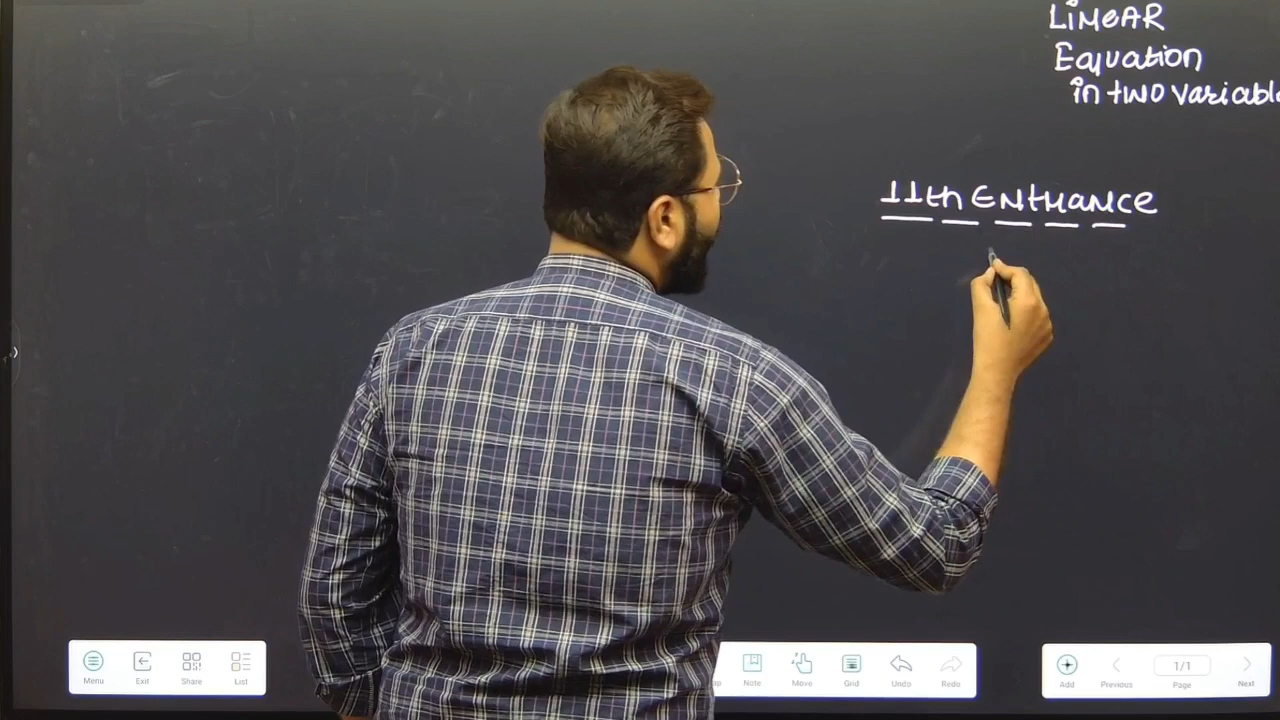 LiNeAR
Equation
in two variabl
11th ENtRaNce
Menu
Exit
Share
List
Note
Move
Grid
Undo
Redo
Add
Previous
1/1
Page
Next